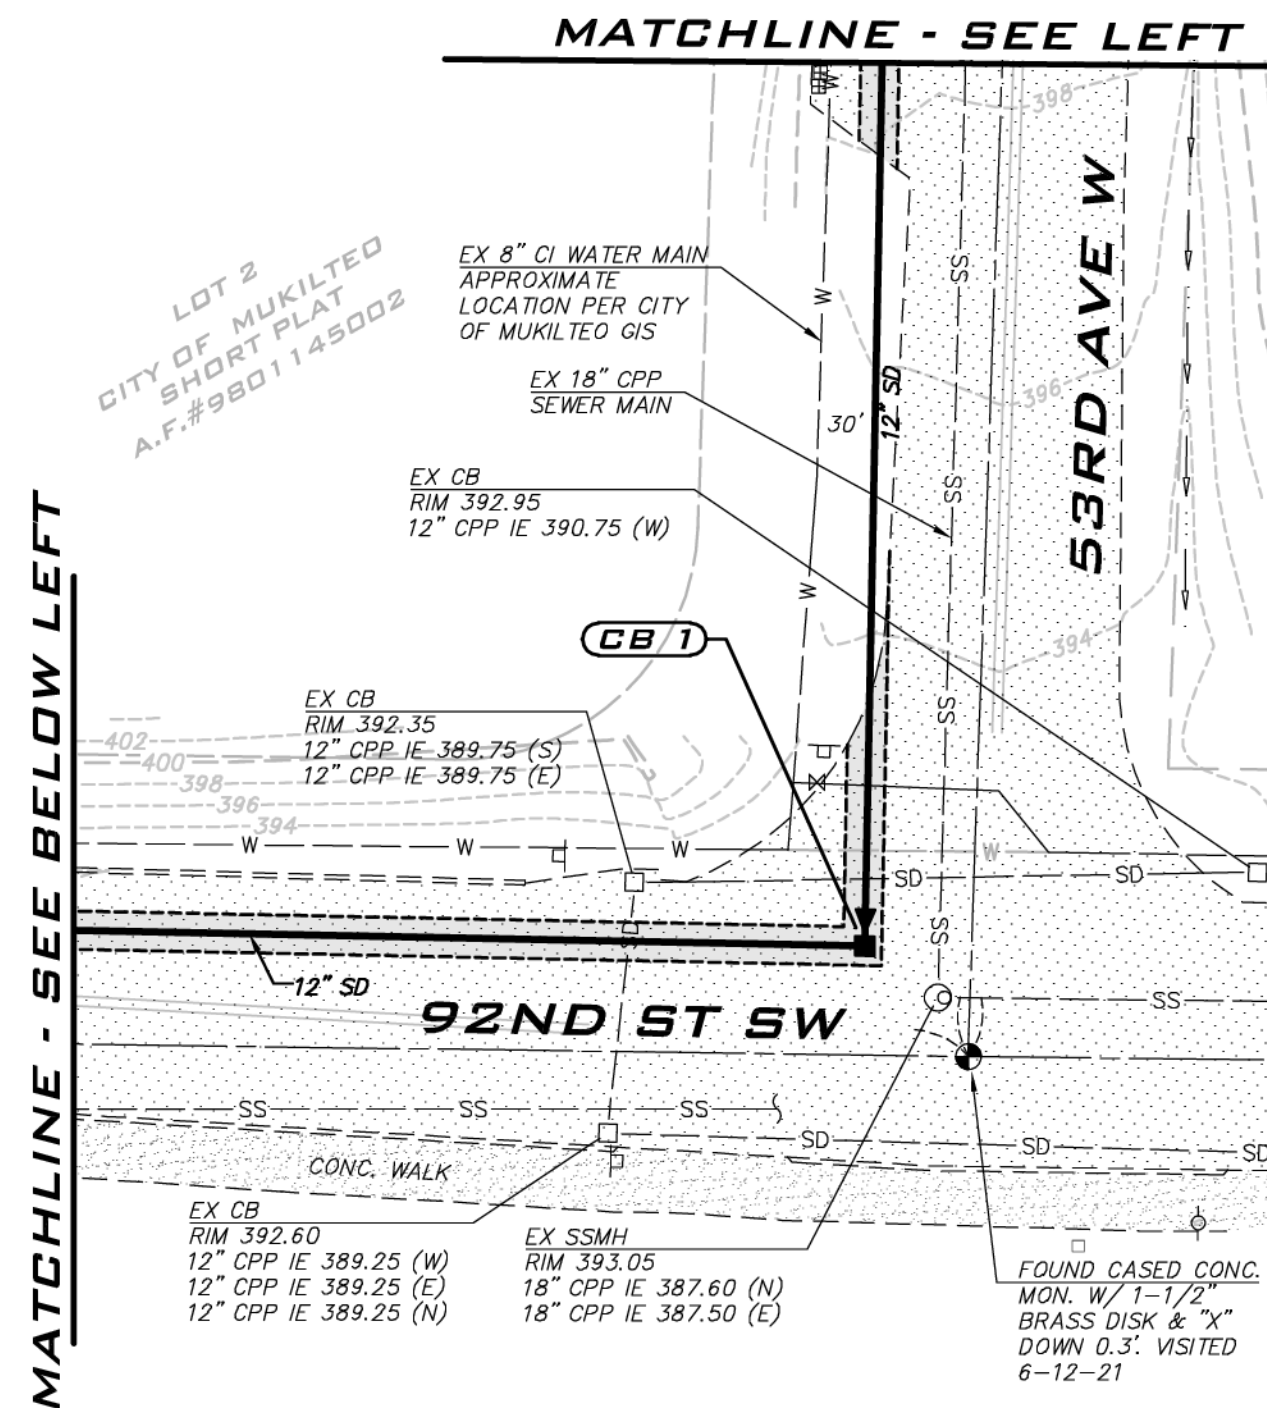 MATCHLINE - SEE LEFT
398
53RD AVE W
EX 8" CI WATER MAIN
APPROXIMATE
LOCATION PER CITY
OF MUKILTEO GIS
W
W
SS
LOT 2
CITY OF MUKILTEO
SHORT PLAT
A.F.#9801145002
EX 18" CPP
SEWER MAIN
30'
12" SD
396
EX CB
RIM 392.95
12" CPP IE 390.75 (W)
SS
W
394
CB 1
EX CB
RIM 392.35
12" CPP IE 389.75 (S)
12" CPP IE 389.75 (E)
SS
402
400
398
396
394
W
W
W
W
SD
SD
SS
MATCHLINE - SEE BELOW LEFT
12" SD
92ND ST SW
SS
SS
SS
SS
SD
SD
SD
CONC. WALK
EX CB
RIM 392.60
12" CPP IE 389.25 (W)
12" CPP IE 389.25 (E)
12" CPP IE 389.25 (N)
EX SSMH
RIM 393.05
18" CPP IE 387.60 (N)
18" CPP IE 387.50 (E)
FOUND CASED CONC.
MON. W/ 1-1/2"
BRASS DISK & "X"
DOWN 0.3'. VISITED
6-12-21